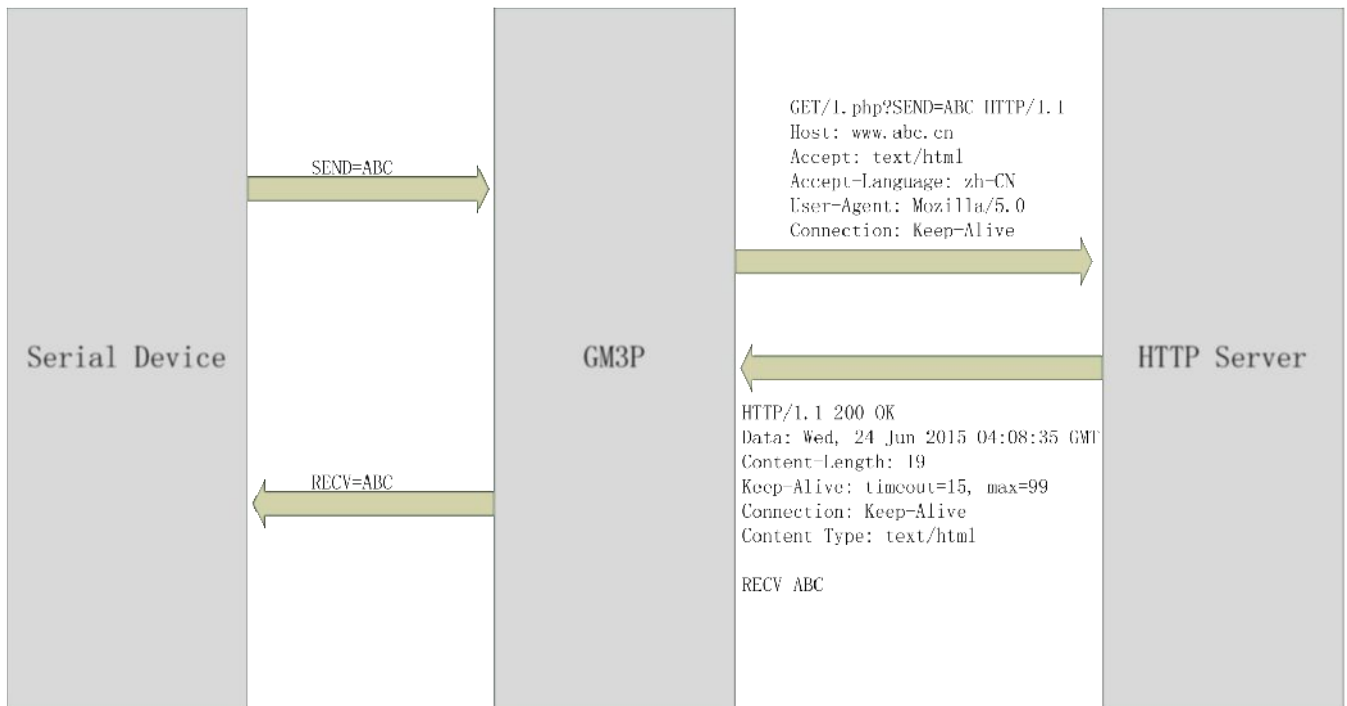 GET/1.php?SEND=ABC HTTP/1.1
Host: www.abc.cn
Accept: text/html
Accept-Language: zh-CN
User-Agent: Mozilla/5.0
Connection: Keep-Alive
SEND=ABC
Serial Device
GM3P
HTTP Server
HTTP/1.1 200 OK
Data: Wed, 24 Jun 2015 04:08:35 GMT
Content-Length: 19
Keep-Alive: timeout=15, max=99
Connection: Keep-Alive
Content Type: text/html
RECV ABC
RECV=ABC